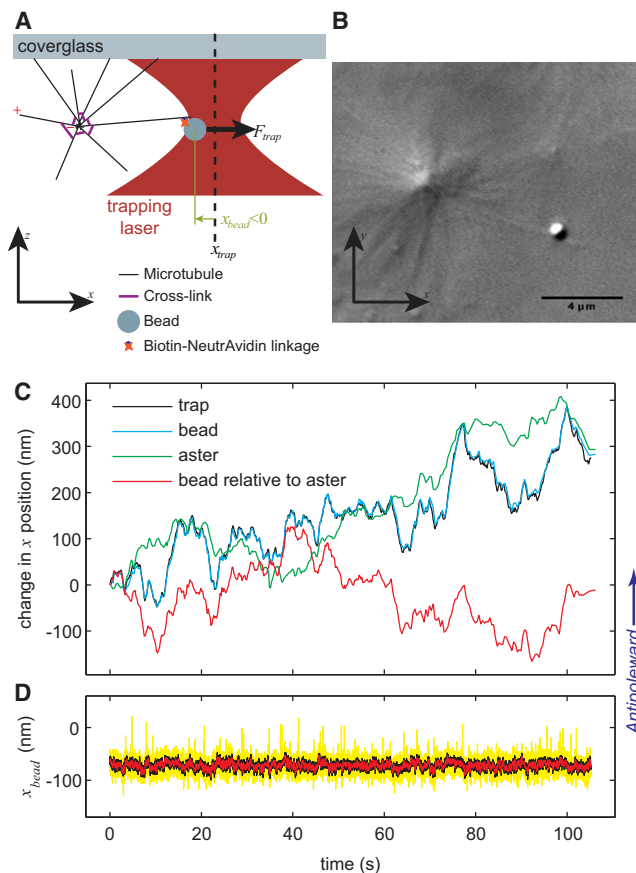 A
coverglass
+
F_trap
trapping
laser
x_bead<0
x_trap
z
x
Microtubule
Cross-link
Bead
Biotin-NeutrAvidin linkage
B
y
x
4 µm
C
change in x position (nm)
400
300
200
100
0
-100
trap
bead
aster
bead relative to aster
Antipoleward
D
x_bead (nm)
0
-100
0
20
40
60
80
100
time (s)